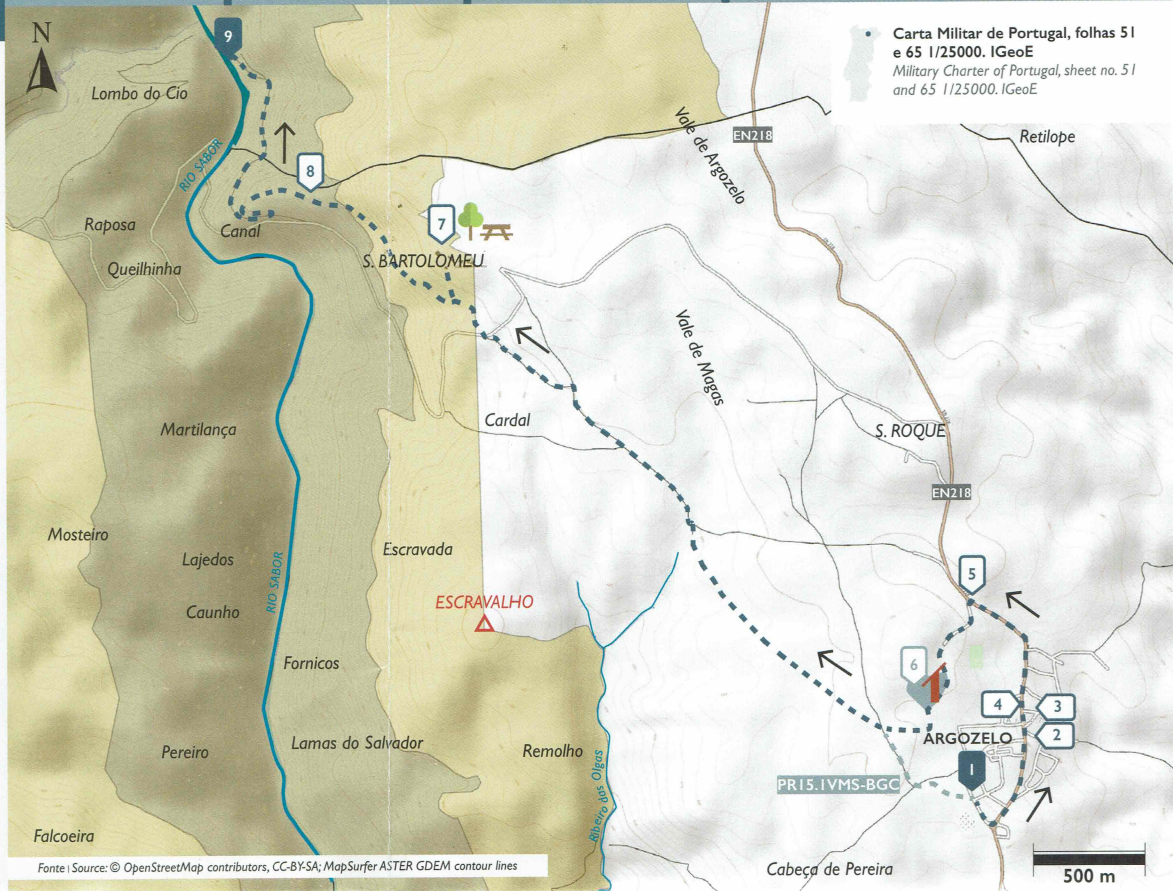 N
9
Carta Militar de Portugal, folhas 51
e 65 1/25000. IGeoE
Military Charter of Portugal, sheet no. 51
and 65 1/25000. IGeoE
Lombo do Cio
EN218
Vale de Argozelo
Retilope
RIO SABOR
8
Raposa
Canal
7
Queilhinha
S. BARTOLOMEU
Vale de Magas
Martilança
Cardal
S. ROQUE
EN218
Mosteiro
Lajedos
Escravada
RIO SABOR
5
Caunho
ESCRAVALHO
Fornicos
6
4
3
2
Pereiro
Lamas do Salvador
Remolho
ARGOZELO
1
PR15.1VMS-BGC
Ribeiro das Olgas
Falcoeira
Cabeça de Pereira
500 m
Fonte | Source: © OpenStreetMap contributors, CC-BY-SA; MapSurfer ASTER GDEM contour lines